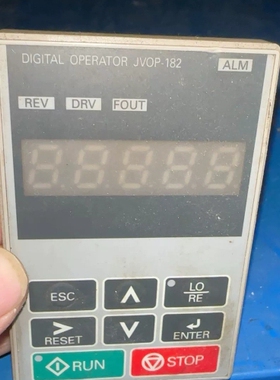 DIGITAL OPERATOR JVOP-182
ALM
REV DRV FOUT
ESC
LO
RE
>
RESET
ENTER
RUN
STOP